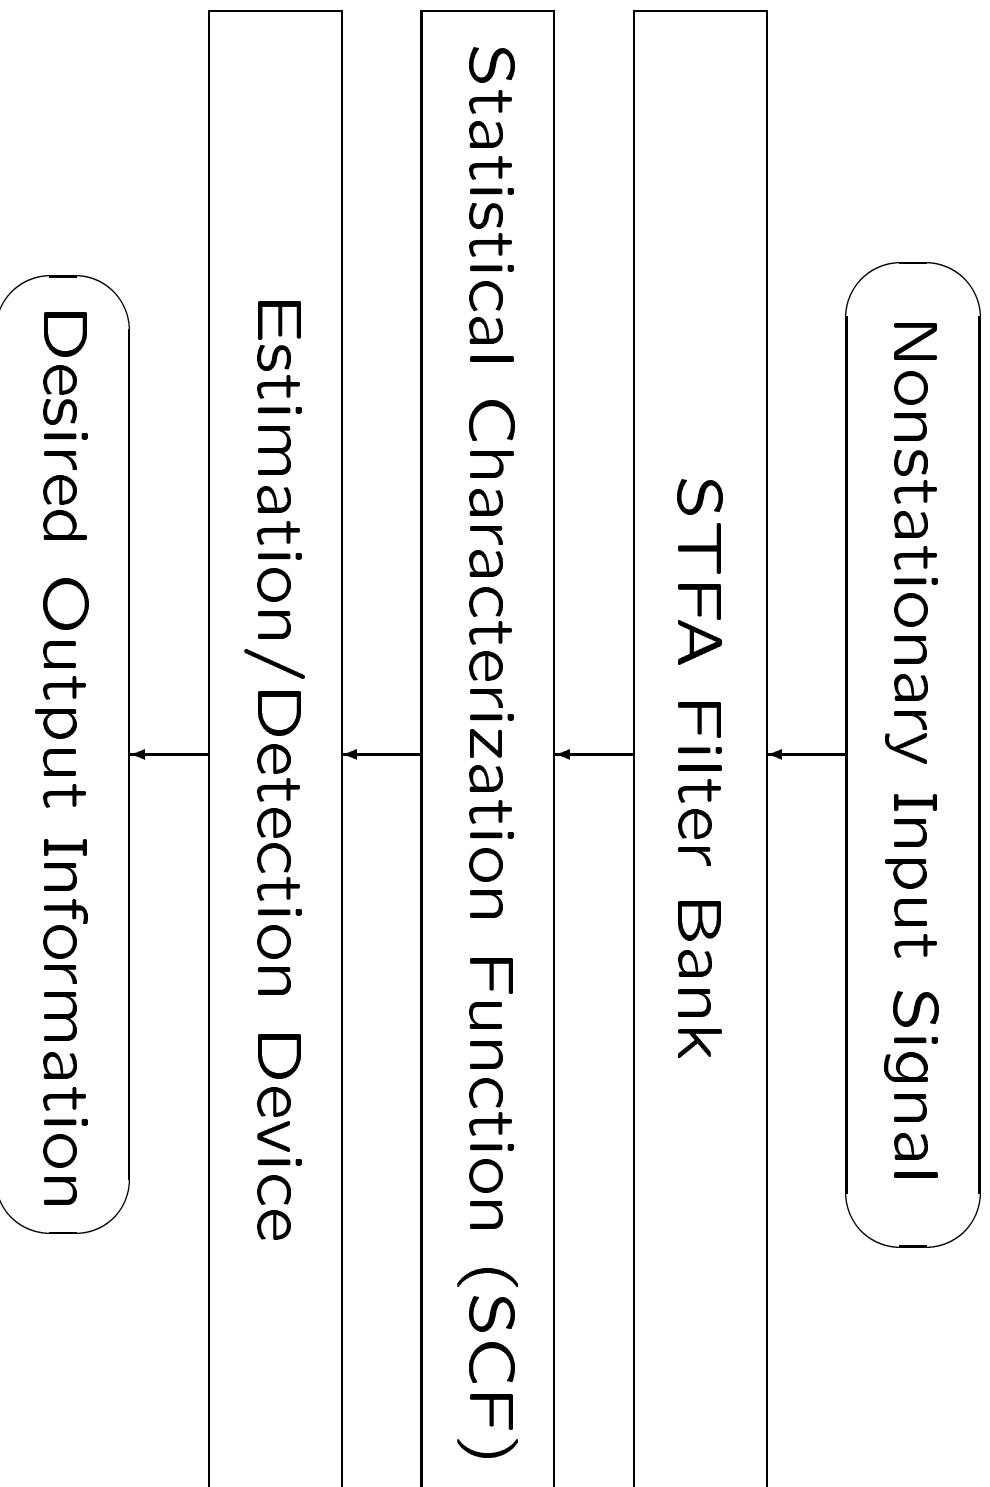 Nonstationary Input Signal
STFA Filter Bank
Statistical Characterization Function (SCF)
Estimation/Detection Device
Desired Output Information